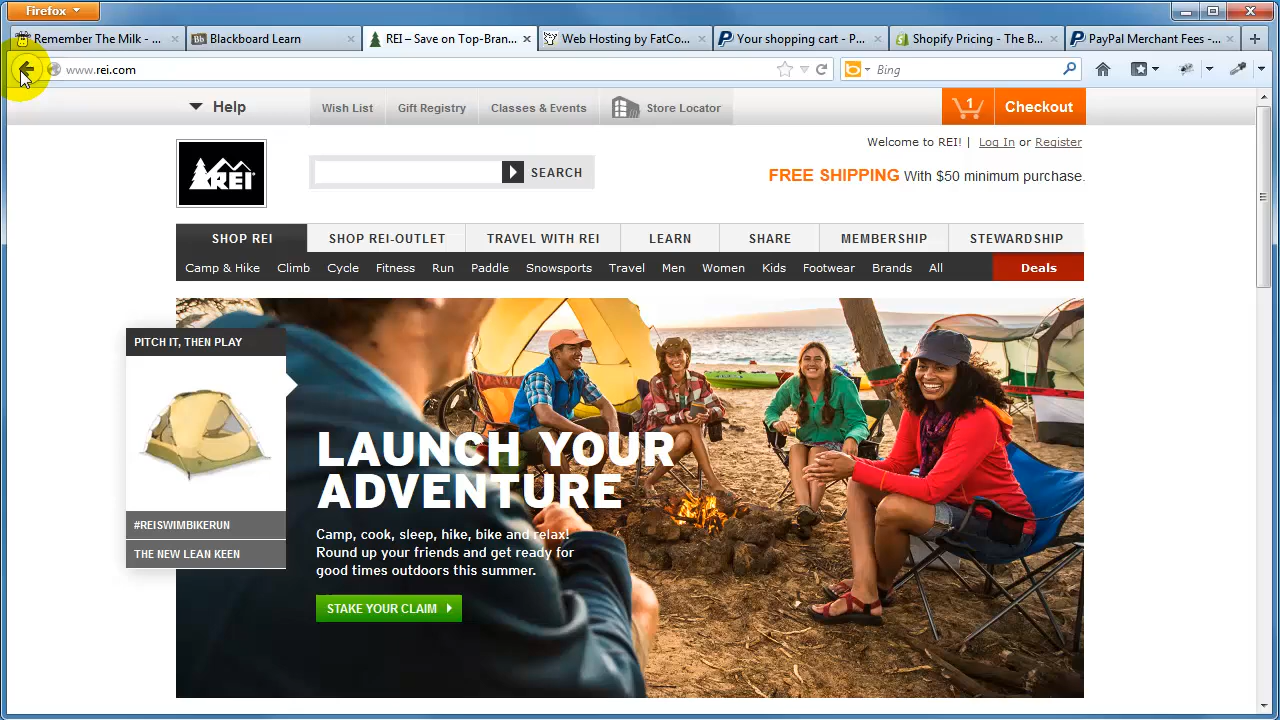 Firefox
Remember The Milk - ...
Bb Blackboard Learn
REI – Save on Top-Bran...
Web Hosting by FatCo...
Your shopping cart - P...
Shopify Pricing - The B...
PayPal Merchant Fees -...
www.rei.com
Bing
Help
Wish List
Gift Registry
Classes & Events
Store Locator
1
Checkout
Welcome to REI! | Log In or Register
REI
SEARCH
FREE SHIPPING With $50 minimum purchase.
SHOP REI
SHOP REI-OUTLET
TRAVEL WITH REI
LEARN
SHARE
MEMBERSHIP
STEWARDSHIP
Camp & Hike
Climb
Cycle
Fitness
Run
Paddle
Snowsports
Travel
Men
Women
Kids
Footwear
Brands
All
Deals
PITCH IT, THEN PLAY
#REISWIMBIKERUN
THE NEW LEAN KEEN
LAUNCH YOUR
ADVENTURE
Camp, cook, sleep, hike, bike and relax!
Round up your friends and get ready for
good times outdoors this summer.
STAKE YOUR CLAIM